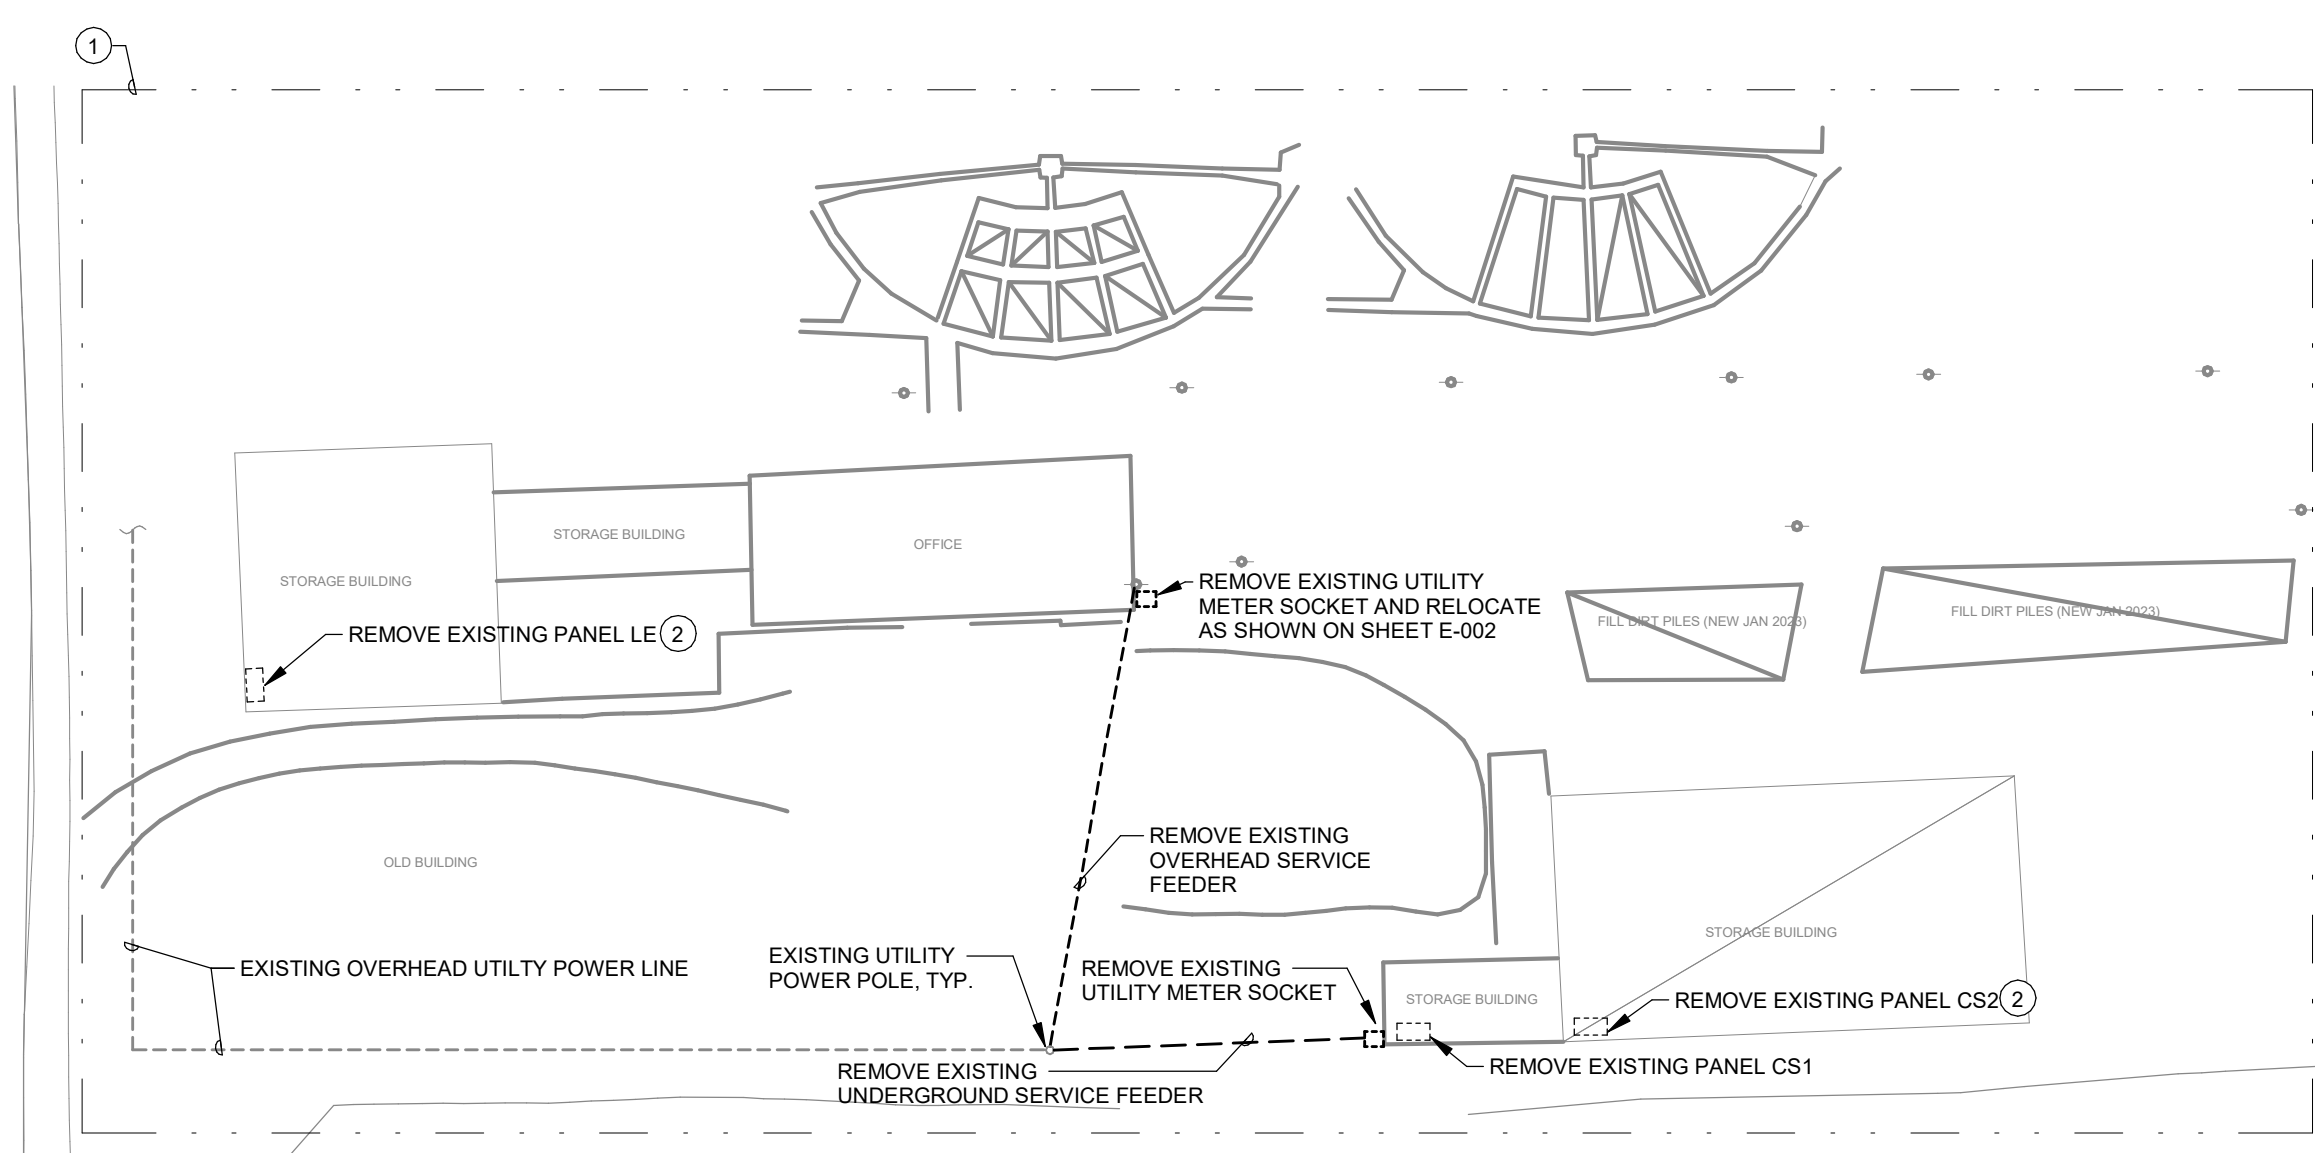 1
STORAGE BUILDING
OFFICE
STORAGE BUILDING
REMOVE EXISTING UTILITY
METER SOCKET AND RELOCATE
AS SHOWN ON SHEET E-002
FILL DIRT PILES (NEW JAN 2023)
FILL DIRT PILES (NEW JAN 2023)
REMOVE EXISTING PANEL LE 2
REMOVE EXISTING
OVERHEAD SERVICE
FEEDER
OLD BUILDING
STORAGE BUILDING
EXISTING OVERHEAD UTILTY POWER LINE
EXISTING UTILITY
POWER POLE, TYP.
REMOVE EXISTING
UTILITY METER SOCKET
STORAGE BUILDING
REMOVE EXISTING PANEL CS2 2
REMOVE EXISTING PANEL CS1
REMOVE EXISTING
UNDERGROUND SERVICE FEEDER